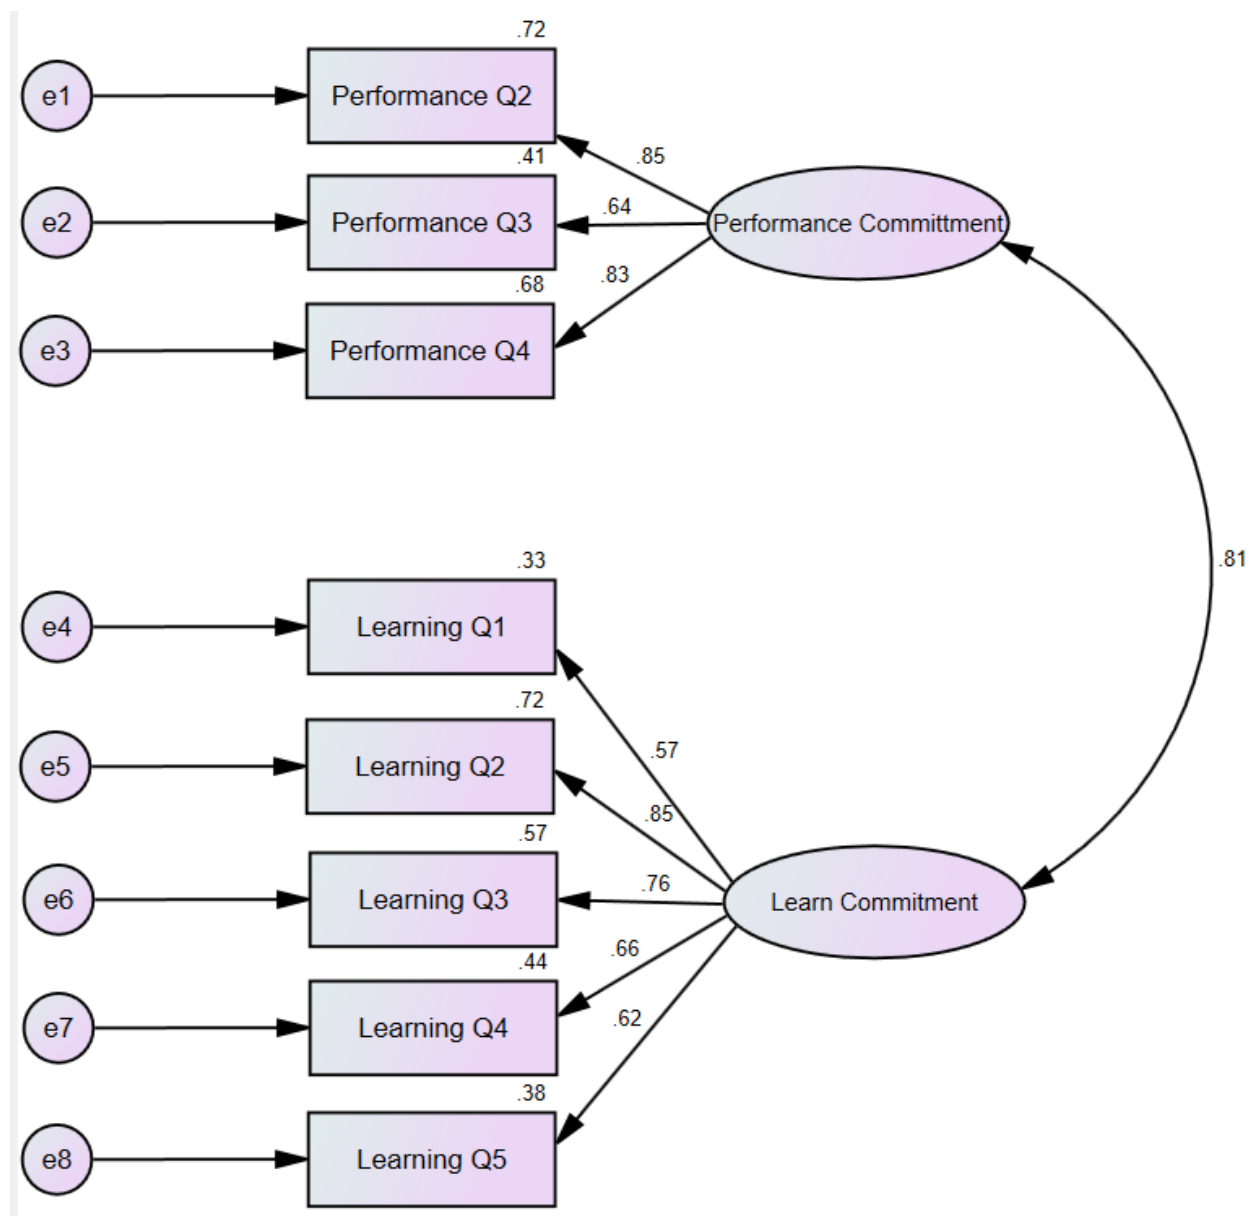 .72
e1
Performance Q2
.41
.85
e2
Performance Q3
.64
Performance Committment
.68
.83
e3
Performance Q4
.81
.33
e4
Learning Q1
.72
.57
e5
Learning Q2
.85
.57
e6
Learning Q3
.76
Learn Commitment
.44
.66
e7
Learning Q4
.62
.38
e8
Learning Q5